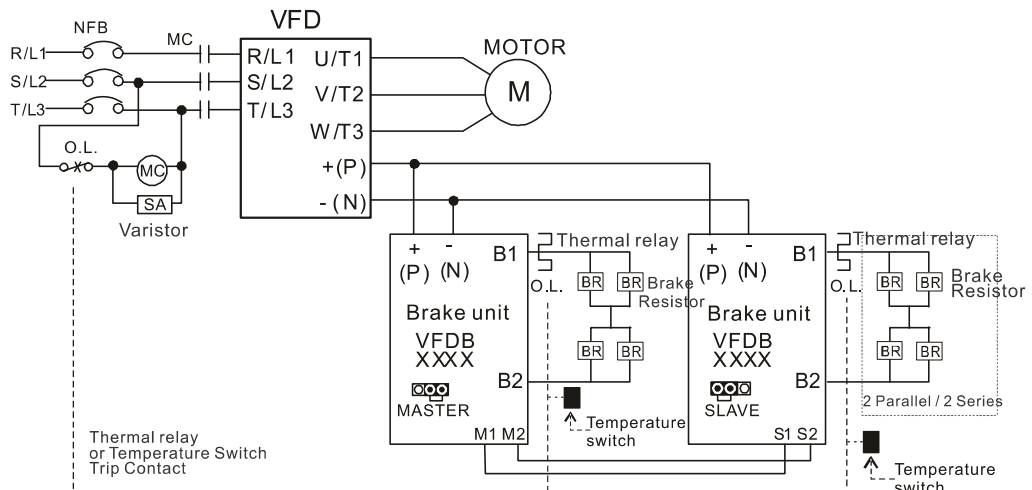 VFD
NFB
MC
MOTOR
R/L1
R/L1
U/T1
S/L2
S/L2
V/T2
M
T/L3
T/L3
W/T3
O.L.
+(P)
MC
-(N)
SA
Varistor
+
(P)
-
(N)
B1
Thermal relay
O.L.
BR
BR
Brake
Resistor
Brake unit
VFDB
XXXX
BR
BR
B2
MASTER
M1 M2
Temperature
switch
+
(P)
-
(N)
B1
Thermal relay
O.L.
BR
BR
Brake
Resistor
Brake unit
VFDB
XXXX
BR
BR
B2
SLAVE
2 Parallel / 2 Series
S1 S2
Temperature
switch
Thermal relay
or Temperature Switch
Trip Contact